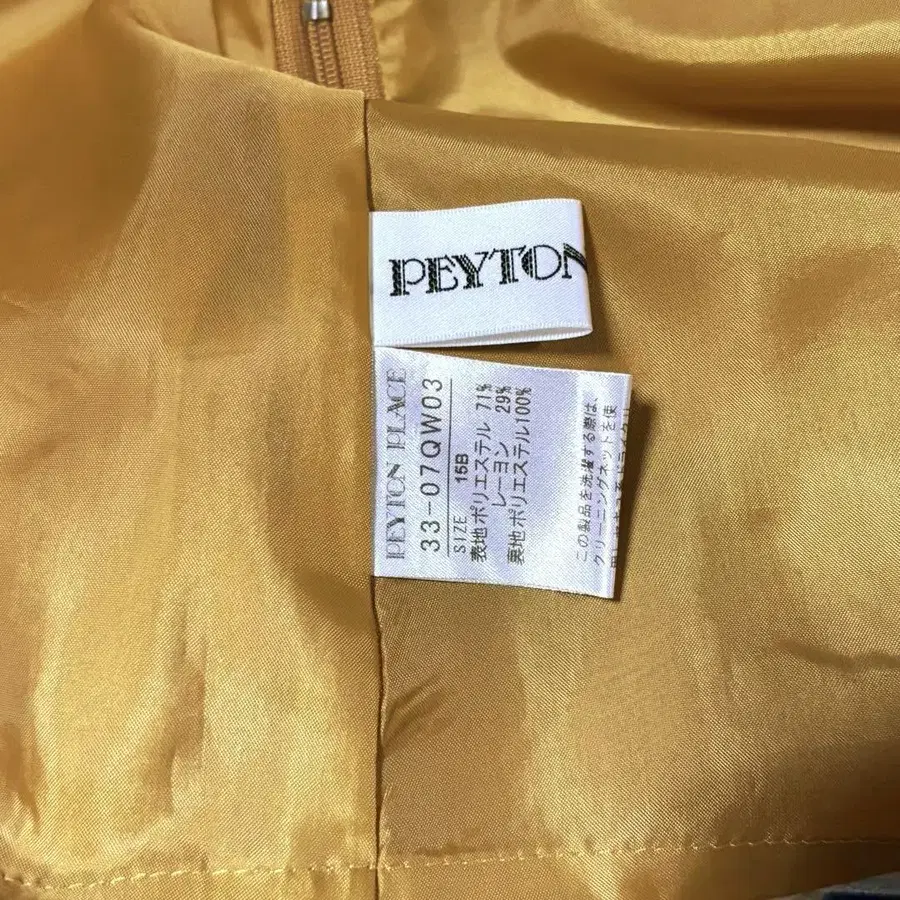 PEYTON
PEYTON PLACE
33-07QW03
SIZE 15B
表地 ポリエステル 71%
レーヨン 29%
裏地 ポリエステル100%
この製品を洗濯する際は、
クリーニングネットを使